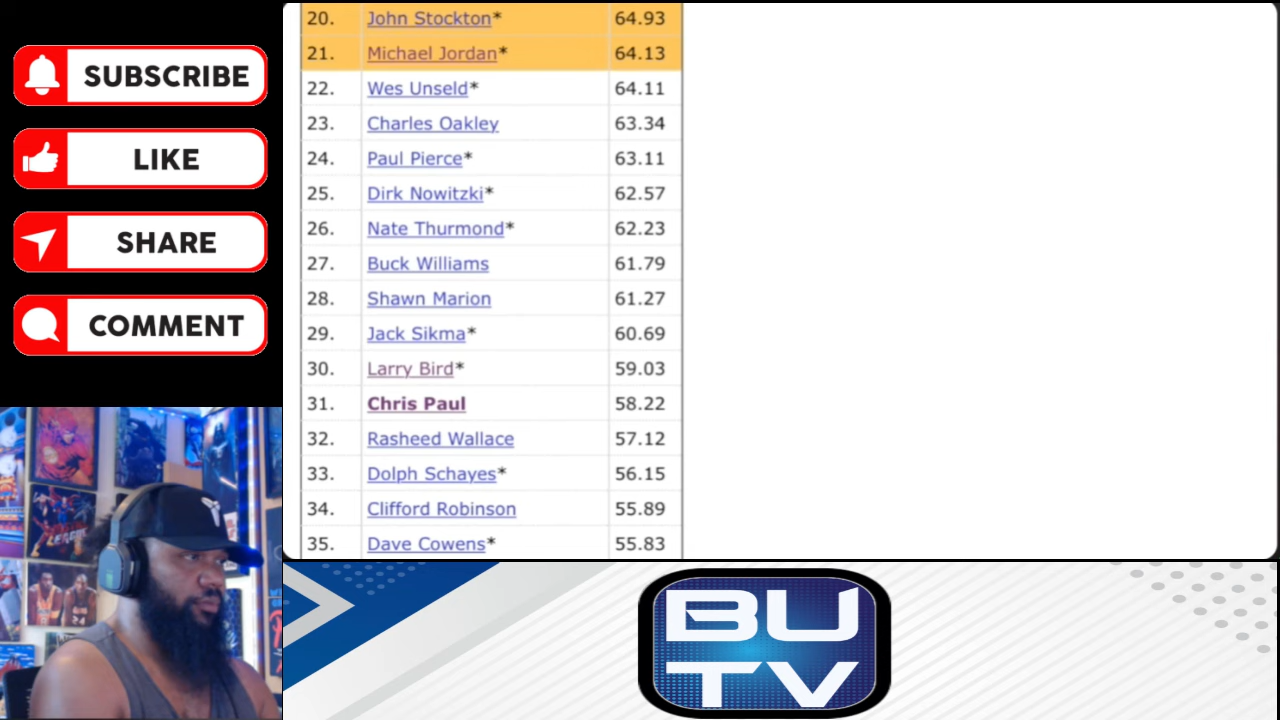 SUBSCRIBE
LIKE
SHARE
COMMENT
20. John Stockton* 64.93
21. Michael Jordan* 64.13
22. Wes Unseld* 64.11
23. Charles Oakley 63.34
24. Paul Pierce* 63.11
25. Dirk Nowitzki* 62.57
26. Nate Thurmond* 62.23
27. Buck Williams 61.79
28. Shawn Marion 61.27
29. Jack Sikma* 60.69
30. Larry Bird* 59.03
31. Chris Paul 58.22
32. Rasheed Wallace 57.12
33. Dolph Schayes* 56.15
34. Clifford Robinson 55.89
35. Dave Cowens* 55.83
BU
TV